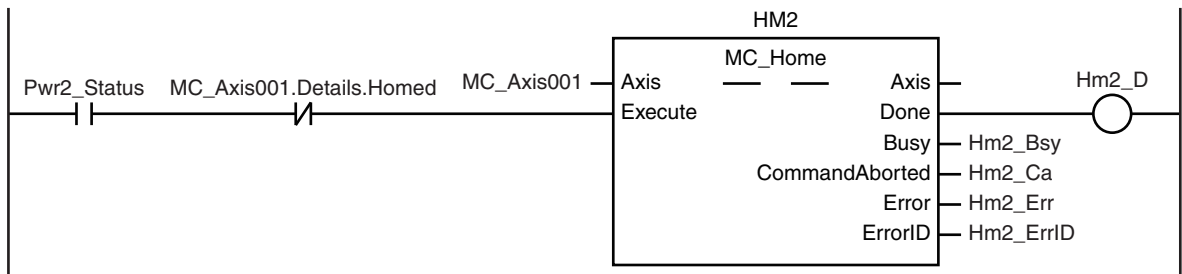 HM2
MC_Home
Pwr2_Status MC_Axis001.Details.Homed MC_Axis001 Axis Axis Hm2_D
Execute Done
Busy Hm2_Bsy
CommandAborted Hm2_Ca
Error Hm2_Err
ErrorID Hm2_ErrID